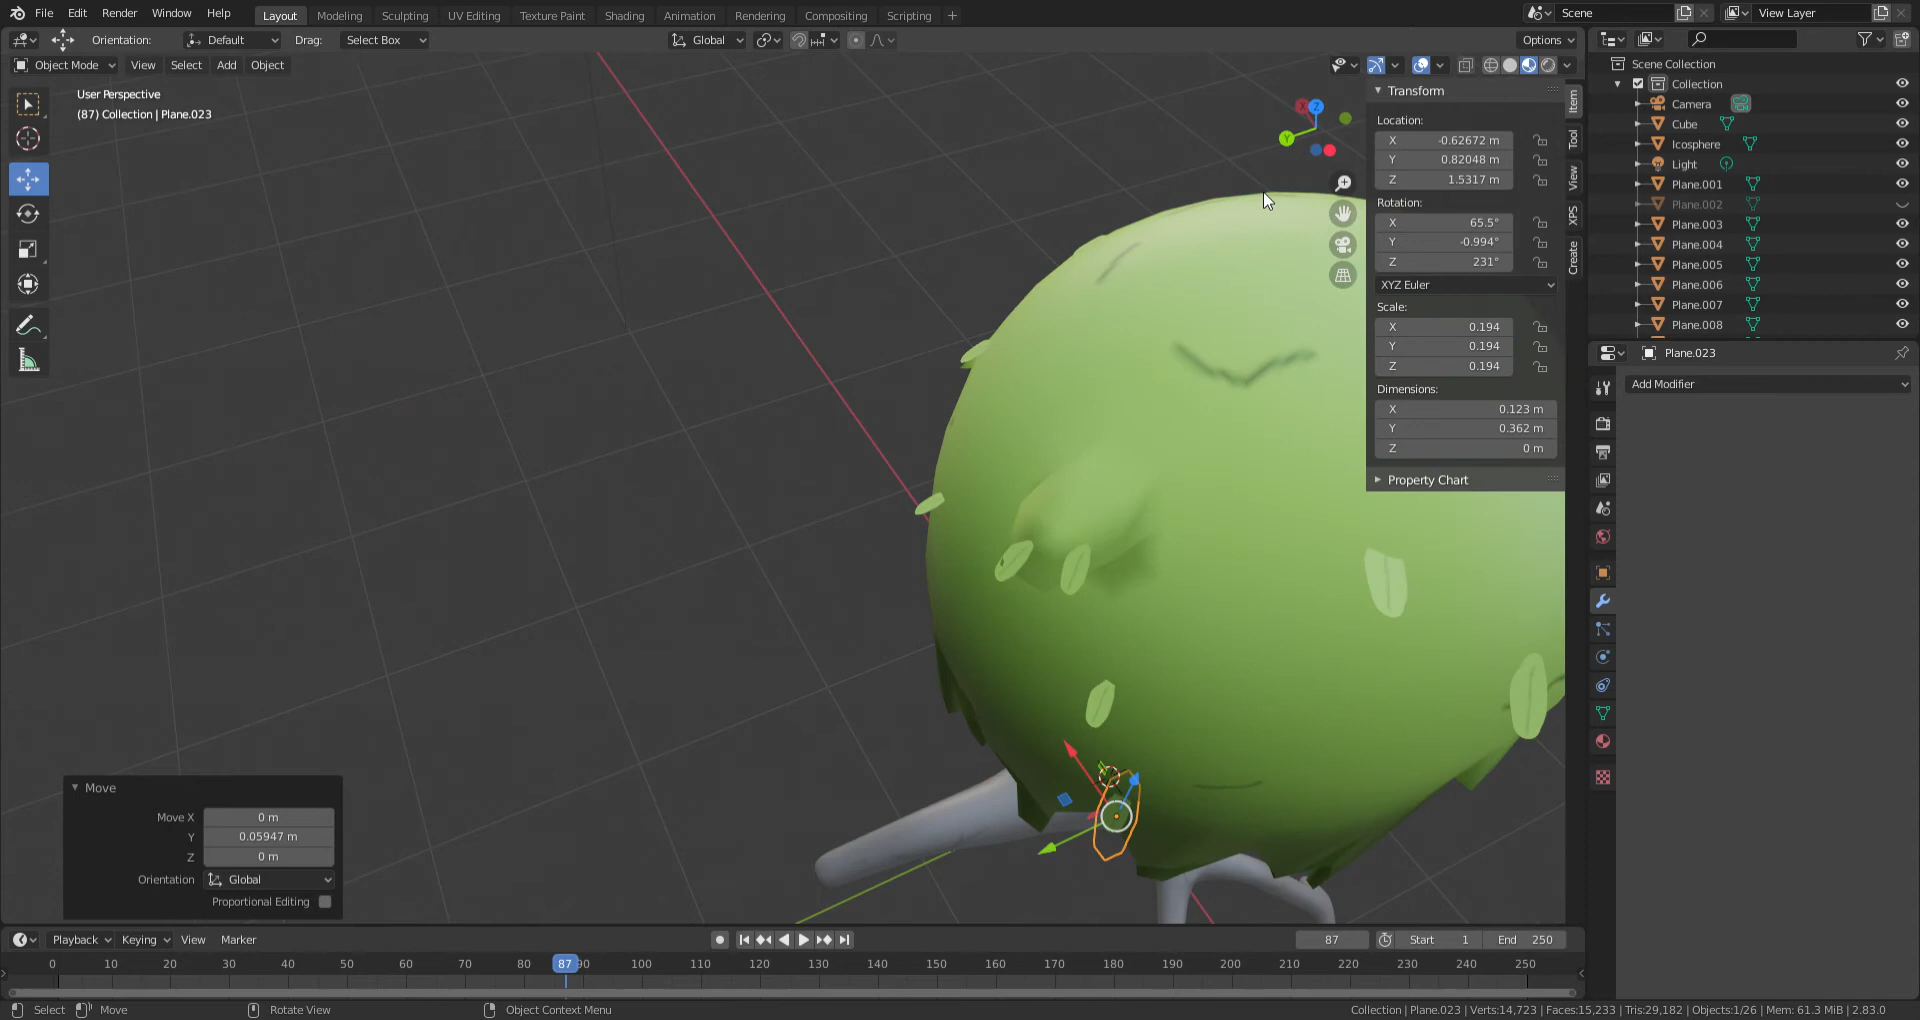 File Edit Render Window Help Layout Modeling Sculpting UV Editing Texture Paint Shading Animation Rendering Compositing Scripting + Scene View Layer
Orientation: Default Drag: Select Box Global Options
Object Mode View Select Add Object
User Perspective
(87) Collection | Plane.023
X Z Y
Transform
Location:
X -0.62672 m
Y 0.82048 m
Z 1.5317 m
Rotation:
X 65.5°
Y -0.994°
Z 231°
XYZ Euler
Scale:
X 0.194
Y 0.194
Z 0.194
Dimensions:
X 0.123 m
Y 0.362 m
Z 0 m
Property Chart
Item
Tool
View
XPS
Create
Scene Collection
Collection
Camera
Cube
Icosphere
Light
Plane.001
Plane.002
Plane.003
Plane.004
Plane.005
Plane.006
Plane.007
Plane.008
Plane.023
Add Modifier
Move
Move X 0 m
Y 0.05947 m
Z 0 m
Orientation Global
Proportional Editing
Playback Keying View Marker 87 Start 1 End 250
0 10 20 30 40 50 60 70 80 87 90 100 110 120 130 140 150 160 170 180 190 200 210 220 230 240 250
Select Move Rotate View Object Context Menu Collection | Plane.023 | Verts:14,723 | Faces:15,233 | Tris:29,182 | Objects:1/26 | Mem: 61.3 MiB | 2.83.0